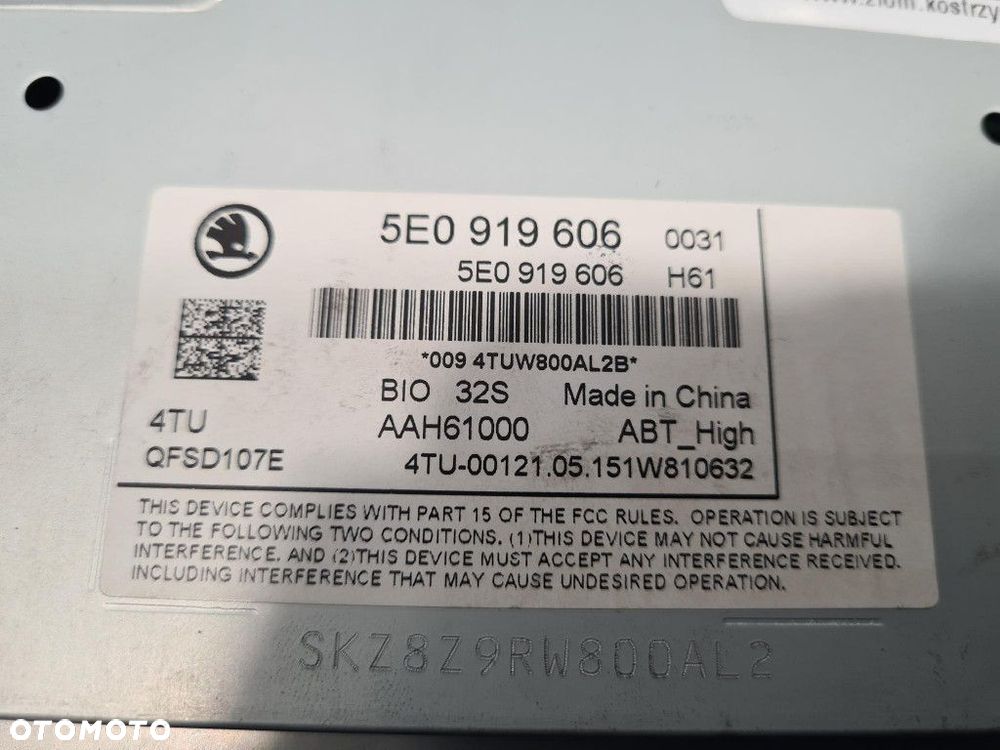 5E0 919 606 0031
5E0 919 606 H61
*009 4TUW800AL2B*
BIO 32S Made in China
4TU AAH61000 ABT_High
QFSD107E 4TU-00121.05.151W810632
THIS DEVICE COMPLIES WITH PART 15 OF THE FCC RULES. OPERATION IS SUBJECT
TO THE FOLLOWING TWO CONDITIONS. (1)THIS DEVICE MAY NOT CAUSE HARMFUL
INTERFERENCE. AND (2)THIS DEVICE MUST ACCEPT ANY INTERFERENCE RECEIVED.
INCLUDING INTERFERENCE THAT MAY CAUSE UNDESIRED OPERATION.
SKZ8Z9RW800AL2
OTOMOTO